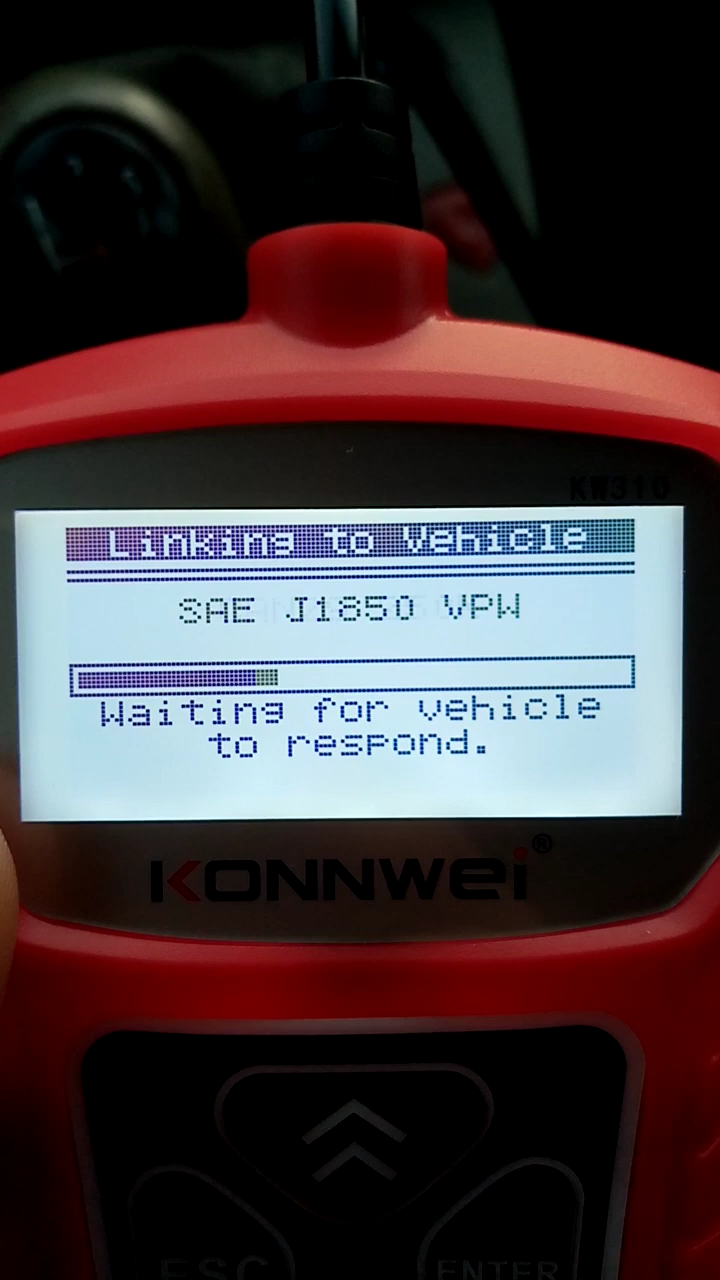 KW310
Linking to Vehicle
SAE J1850 VPW
Waiting for vehicle
to respond.
KONNWEI®
ESC
ENTER